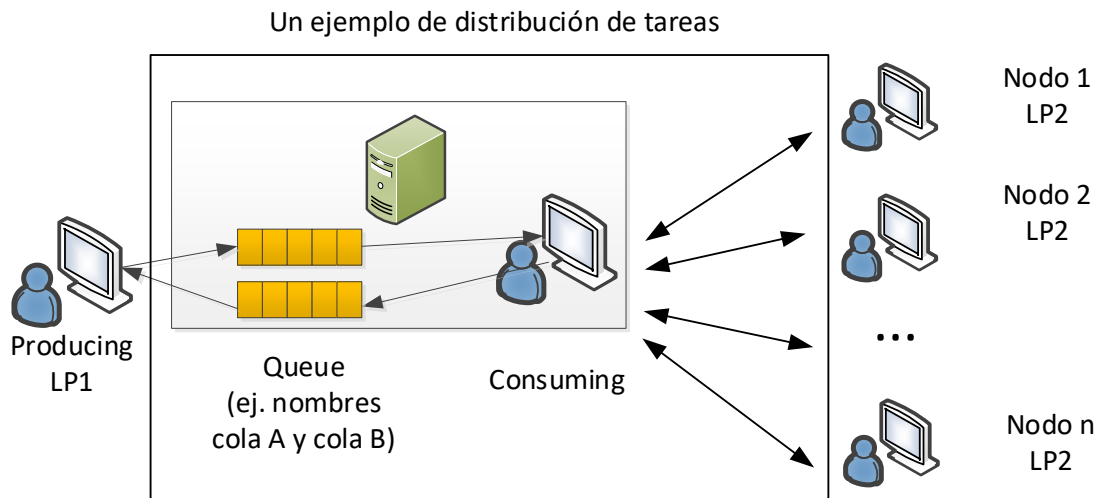 Un ejemplo de distribución de tareas
Nodo 1
LP2
Nodo 2
LP2
...
Nodo n
LP2
Producing
LP1
Queue
(ej. nombres
cola A y cola B)
Consuming